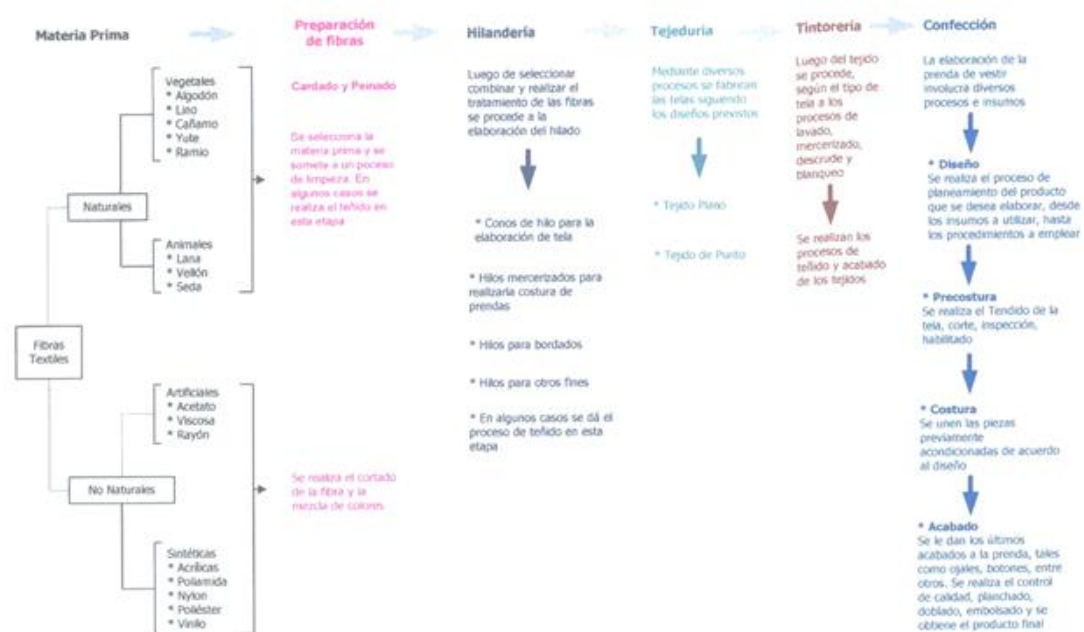 Materia Prima
Preparación
de fibras
Hilandería
Tejeduria
Tintorería
Confección
Fibras
Textiles
Naturales
Vegetales
* Algodón
* Lino
* Cañamo
* Yute
* Ramio
Animales
* Lana
* Vellón
* Seda
No Naturales
Artificiales
* Acetato
* Viscosa
* Rayón
Sintéticas
* Acrílicas
* Poliamida
* Nylon
* Poliéster
* Vinilo
Cardado y Peinado
Se selecciona la
materia prima y se
somete a un poceso
de limpieza. En
algunos casos se
realiza el teñido en
esta etapa
Se realiza el cortado
de la fibra y la
mezcla de colores
Luego de seleccionar
combinar y realizar el
tratamiento de las fibras
se procede a la
elaboración del hilado
* Conos de hilo para la
elaboración de tela
* Hilos mercerizados para
realizarla costura de
prendas
* Hilos para bordados
* Hilos para otros fines
* En algunos casos se dá el
proceso de teñido en esta
etapa
Mediante diversos
procesos se fabrican
las telas siguiendo
los diseños previstos
* Tejido Plano
* Tejido de Punto
Luego del tejido
se procede,
según el tipo de
tela a los
procesos de
lavado,
mercerizado,
descrude y
blanqueo
Se realizan los
procesos de
teñido y acabado
de los tejidos
La elaboración de la
prenda de vestir
involucra diversos
procesos e insumos
* Diseño
Se realiza el proceso de
planeamiento del producto
que se desea elaborar, desde
los insumos a utilizar, hasta
los procedimientos a emplear
* Precostura
Se realiza el Tendido de la
tela, corte, inspección,
habilitado
* Costura
Se unen las piezas
previamente
acondicionadas de acuerdo
al diseño
* Acabado
Se le dan los últimos
acabados a la prenda, tales
como ojales, botones, entre
otros. Se realiza el control
de calidad, planchado,
doblado, embolsado y se
obtiene el producto final